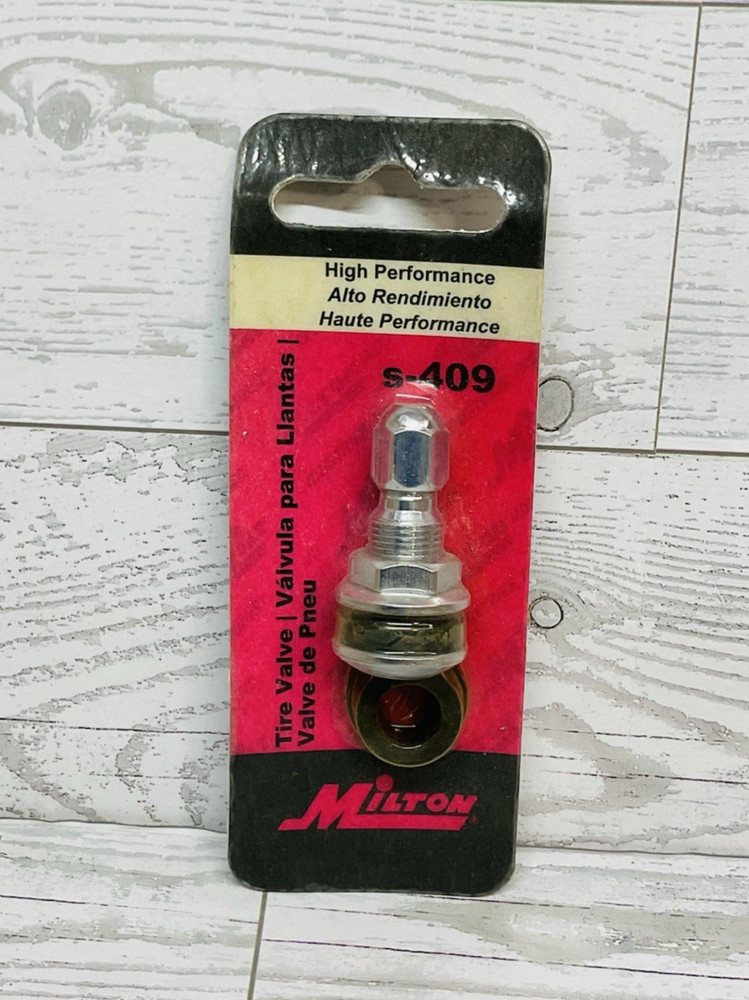 High Performance
Alto Rendimiento
Haute Performance
s-409
Tire Valve | Válvula para Llantas |
Valve de Pneu
MILTON